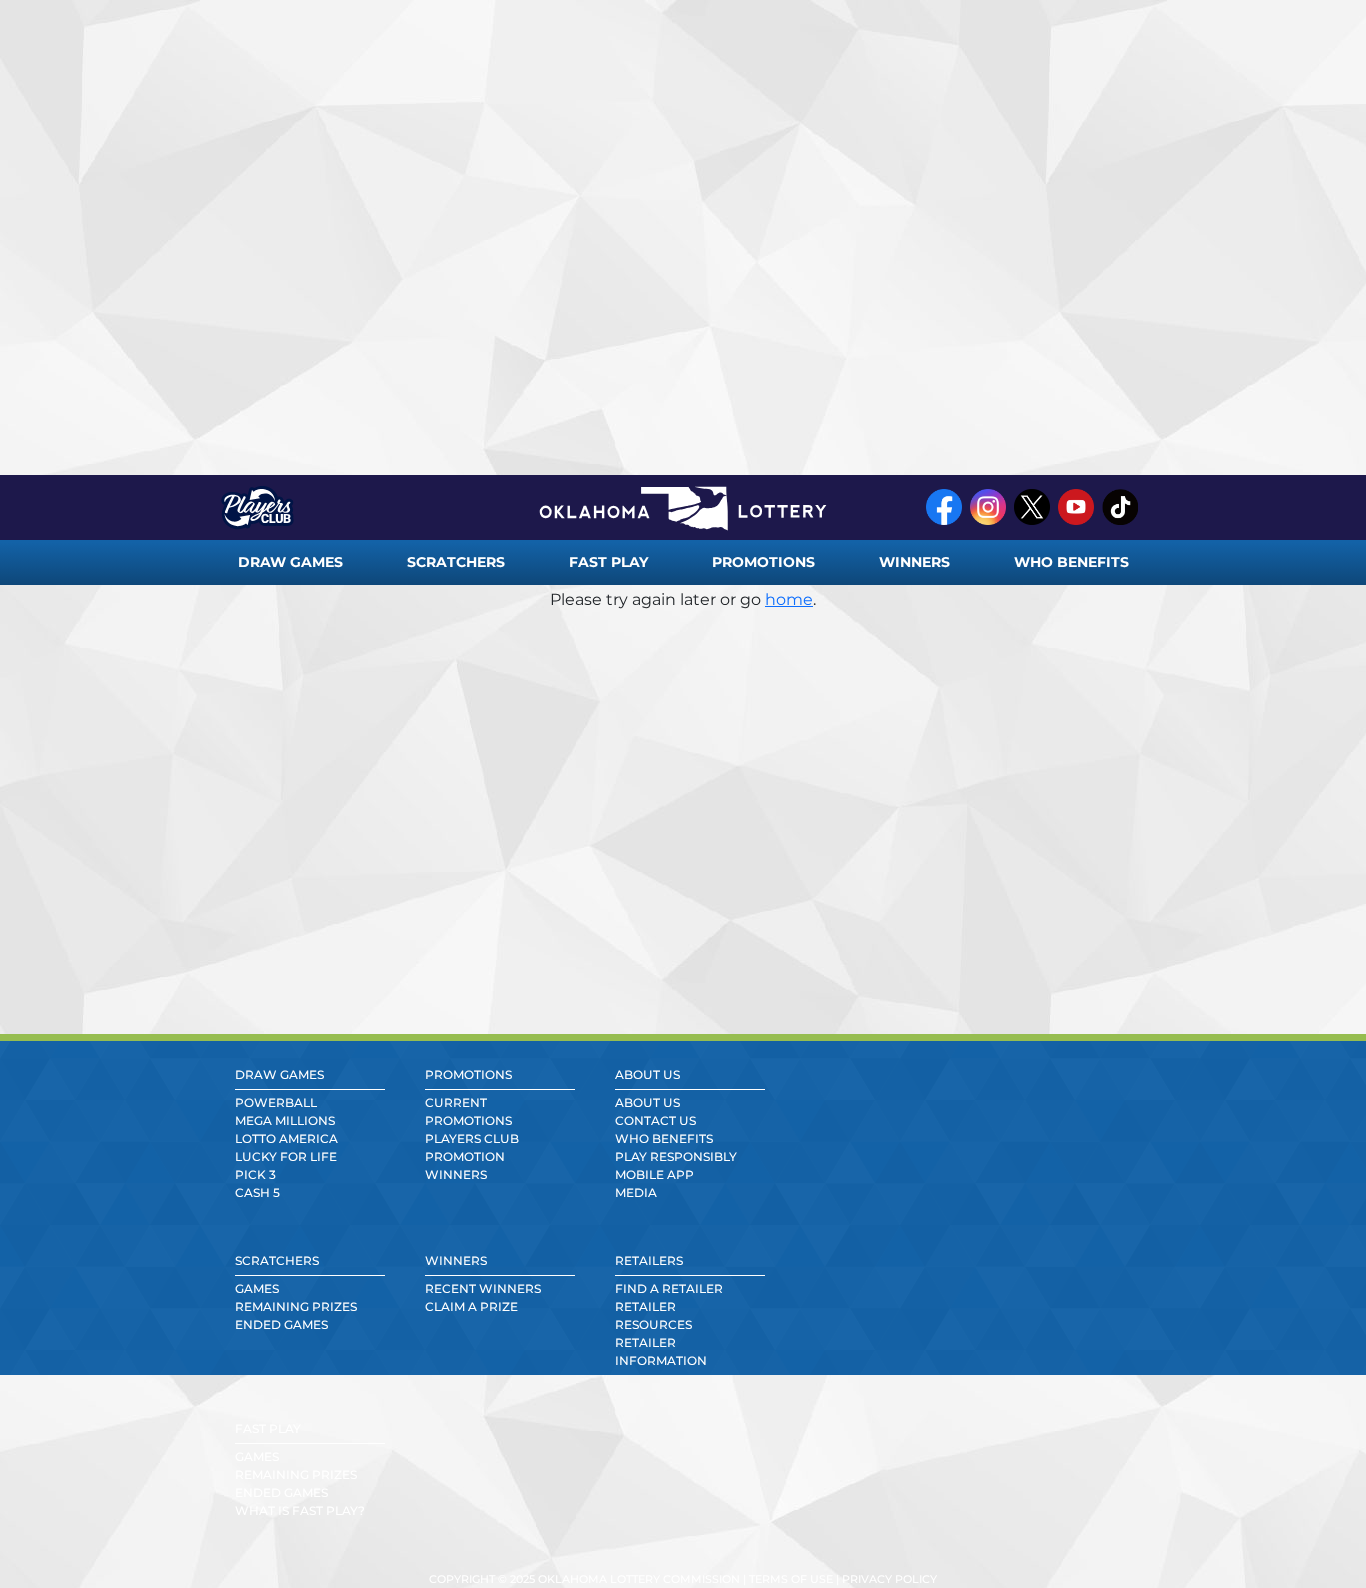 Players CLUB
OKLAHOMA LOTTERY
DRAW GAMES SCRATCHERS FAST PLAY PROMOTIONS WINNERS WHO BENEFITS
Please try again later or go home.
DRAW GAMES
POWERBALL
MEGA MILLIONS
LOTTO AMERICA
LUCKY FOR LIFE
PICK 3
CASH 5
PROMOTIONS
CURRENT
PROMOTIONS
PLAYERS CLUB
PROMOTION
WINNERS
ABOUT US
ABOUT US
CONTACT US
WHO BENEFITS
PLAY RESPONSIBLY
MOBILE APP
MEDIA
SCRATCHERS
GAMES
REMAINING PRIZES
ENDED GAMES
WINNERS
RECENT WINNERS
CLAIM A PRIZE
RETAILERS
FIND A RETAILER
RETAILER
RESOURCES
RETAILER
INFORMATION
FAST PLAY
GAMES
REMAINING PRIZES
ENDED GAMES
WHAT IS FAST PLAY?
COPYRIGHT © 2025 OKLAHOMA LOTTERY COMMISSION | TERMS OF USE | PRIVACY POLICY